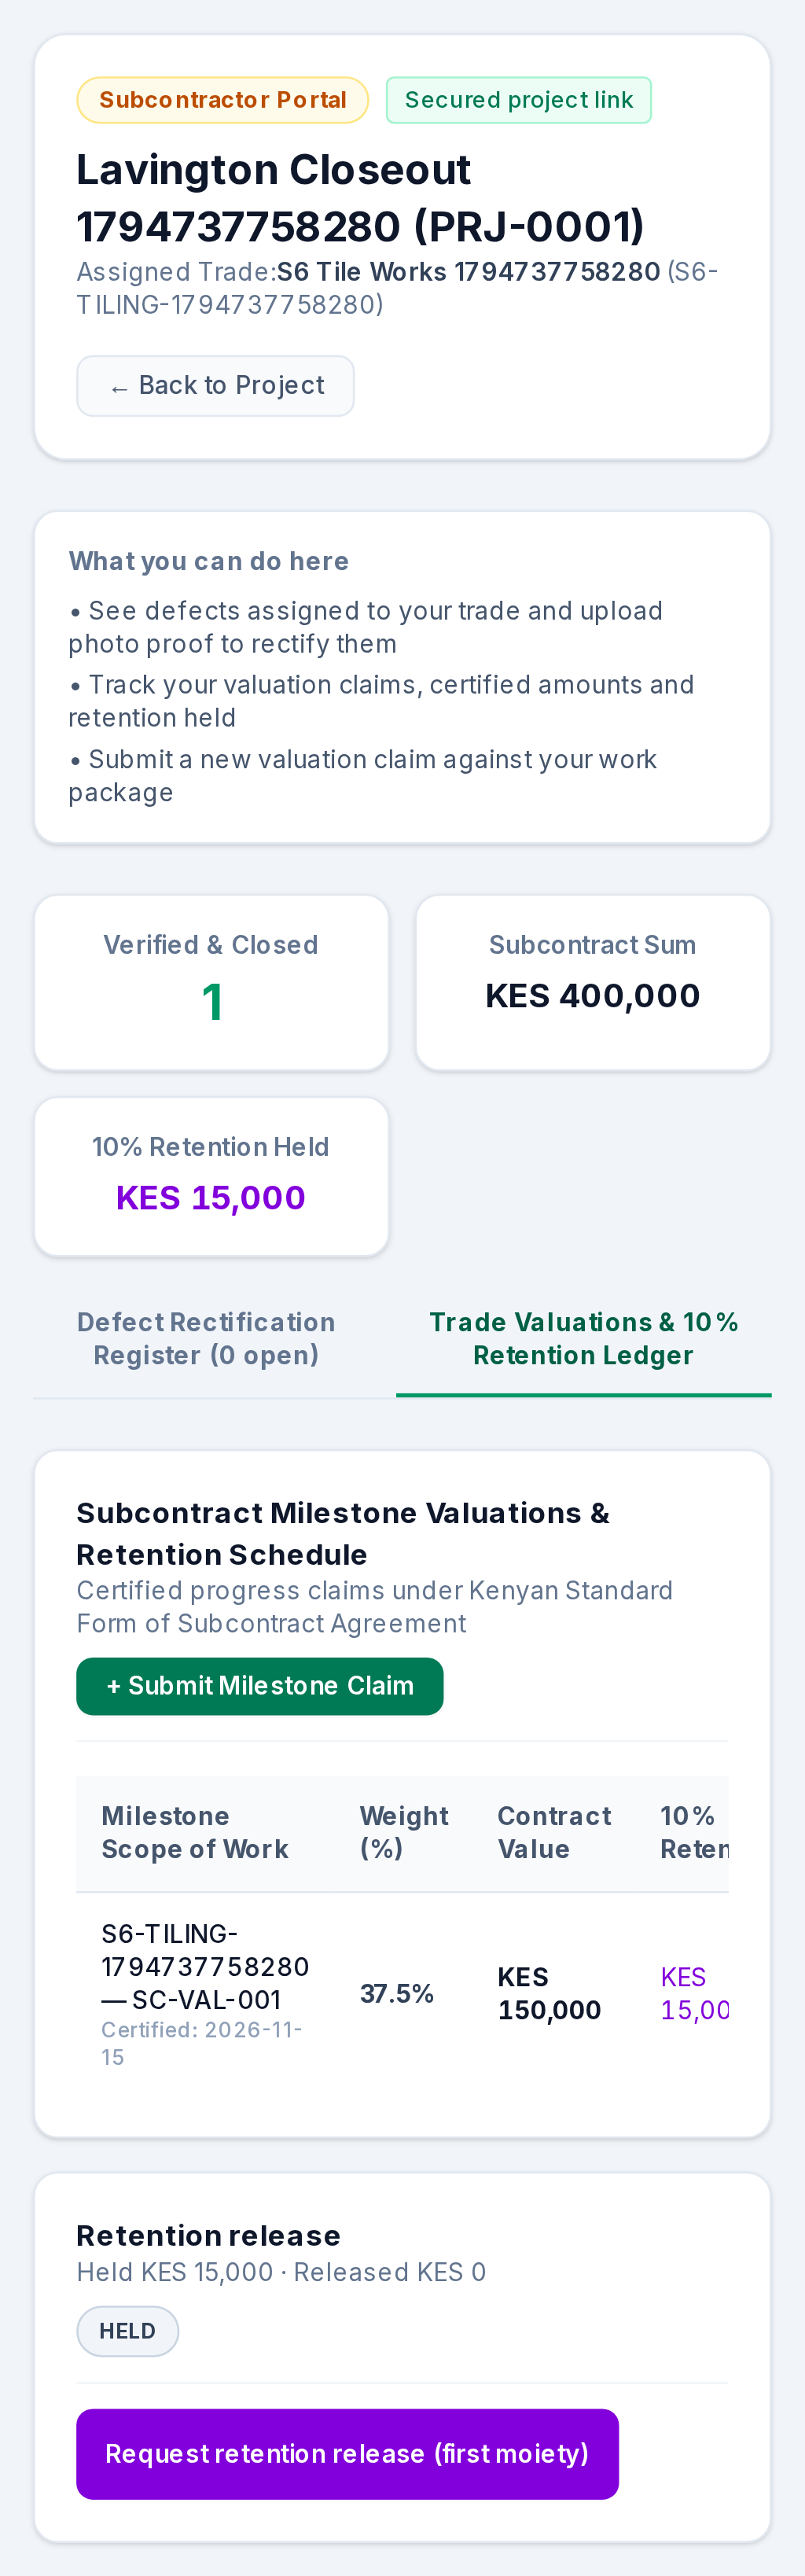 Subcontractor Portal
Secured project link
Lavington Closeout
1794737758280 (PRJ-0001)
Assigned Trade:S6 Tile Works 1794737758280 (S6-
TILING-1794737758280)
← Back to Project
What you can do here
• See defects assigned to your trade and upload
photo proof to rectify them
• Track your valuation claims, certified amounts and
retention held
• Submit a new valuation claim against your work
package
Verified & Closed
1
Subcontract Sum
KES 400,000
10% Retention Held
KES 15,000
Defect Rectification
Register (0 open)
Trade Valuations & 10%
Retention Ledger
Subcontract Milestone Valuations &
Retention Schedule
Certified progress claims under Kenyan Standard
Form of Subcontract Agreement
+ Submit Milestone Claim
Milestone
Scope of Work
Weight
(%)
Contract
Value
10%
Reten
S6-TILING-
1794737758280
— SC-VAL-001
Certified: 2026-11-
15
37.5%
KES
150,000
KES
15,00
Retention release
Held KES 15,000 · Released KES 0
HELD
Request retention release (first moiety)